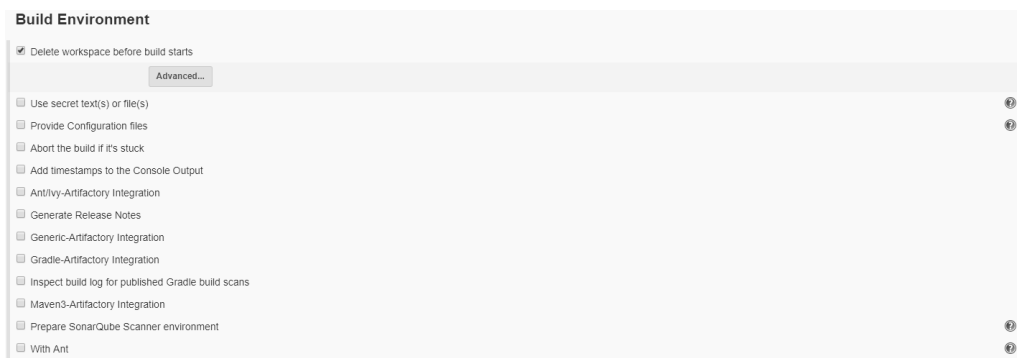 Build Environment
Delete workspace before build starts
Advanced...
Use secret text(s) or file(s)
Provide Configuration files
Abort the build if it's stuck
Add timestamps to the Console Output
Ant/Ivy-Artifactory Integration
Generate Release Notes
Generic-Artifactory Integration
Gradle-Artifactory Integration
Inspect build log for published Gradle build scans
Maven3-Artifactory Integration
Prepare SonarQube Scanner environment
With Ant